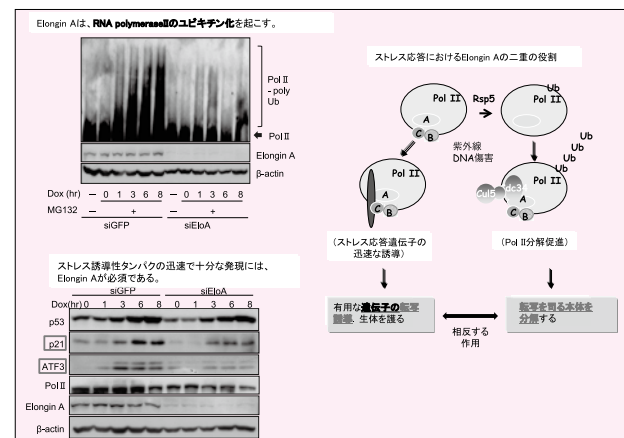 Elongin Aは、RNA polymeraseⅡのユビキチン化を起こす。
Pol II
- poly
Ub
Pol II
Elongin A
β-actin
Dox (hr) － 0 1 3 6 8 － 0 1 3 6 8
MG132 － + － +
siGFP siEloA
ストレス誘導性タンパクの迅速で十分な発現には、
Elongin Aが必須である。
siGFP siEloA
Dox(hr) 0 1 3 6 8 0 1 3 6 8
p53
p21
ATF3
Pol II
Elongin A
β-actin
ストレス応答におけるElongin Aの二重の役割
Pol II
A
C B
Rsp5
Ub
Pol II
紫外線
DNA傷害
Ub
Ub
Ub
Ub
Pol II
A
C B
Pol II
Cul5
dc34
A
C B
(ストレス応答遺伝子の
迅速な誘導)
(Pol II分解促進)
有用な遺伝子の転写
誘導、生体を護る
相反する
作用
転写を司る本体を
分解する